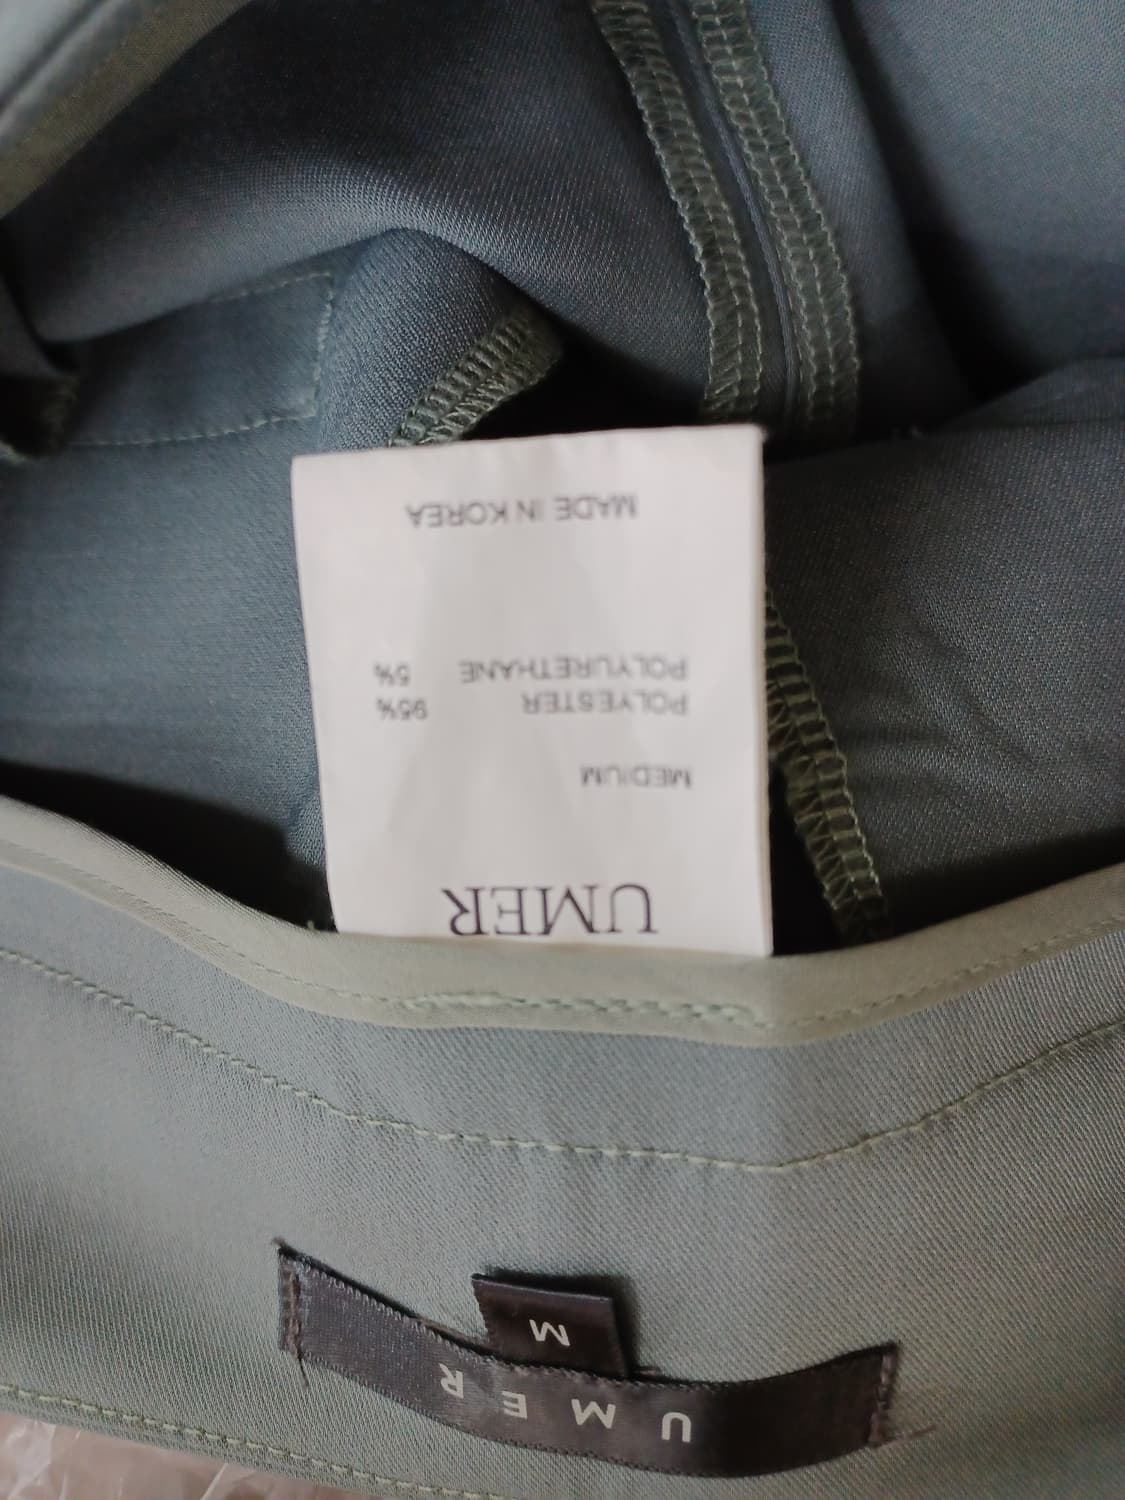 UMER
MEDIUM
POLYESTER 95%
POLYURETHANE 5%
MADE IN KOREA
UMER
M